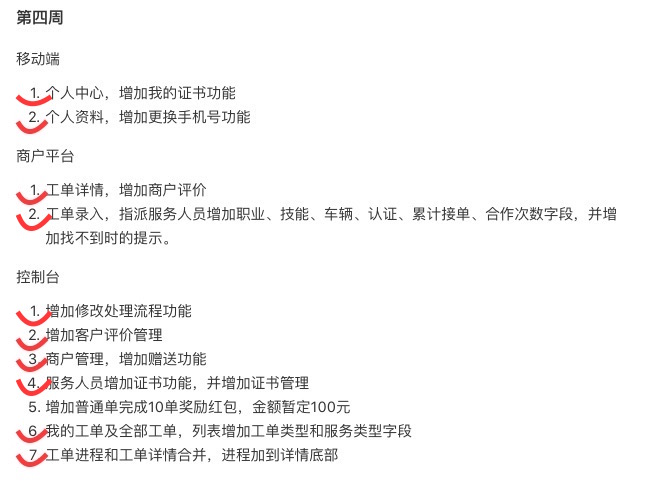 第四周
移动端
1. 个人中心，增加我的证书功能
2. 个人资料，增加更换手机号功能
商户平台
1. 工单详情，增加商户评价
2. 工单录入，指派服务人员增加职业、技能、车辆、认证、累计接单、合作次数字段，并增
加找不到时的提示。
控制台
1. 增加修改处理流程功能
2. 增加客户评价管理
3. 商户管理，增加赠送功能
4. 服务人员增加证书功能，并增加证书管理
5. 增加普通单完成10单奖励红包，金额暂定100元
6. 我的工单及全部工单，列表增加工单类型和服务类型字段
7. 工单进程和工单详情合并，进程加到详情底部